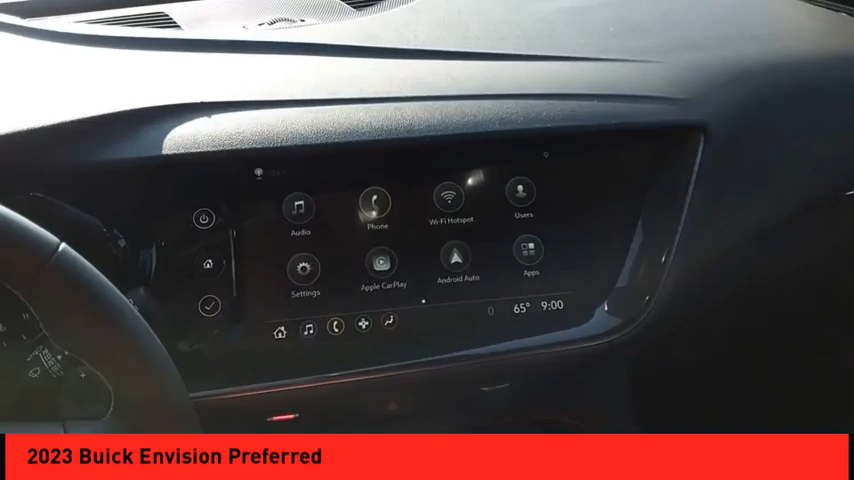 Audio Phone Wi-Fi Hotspot Users
Settings Apple CarPlay Android Auto Apps
65° 9:00
2023 Buick Envision Preferred